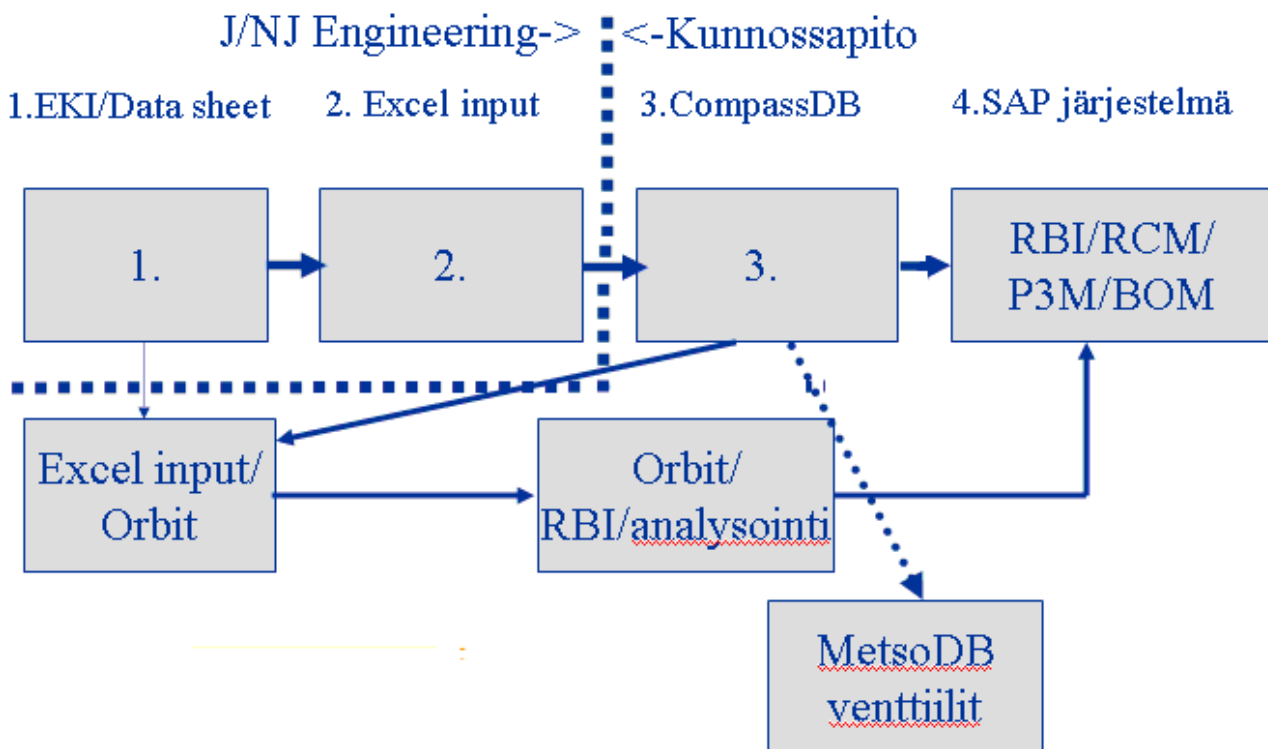 J/NJ Engineering-> <-Kunnossapito
1.EKI/Data sheet 2. Excel input 3.CompassDB 4.SAP järjestelmä
1. 2. 3. RBI/RCM/
P3M/BOM
Excel input/
Orbit
Orbit/
RBI/analysointi
MetsoDB
venttiilit